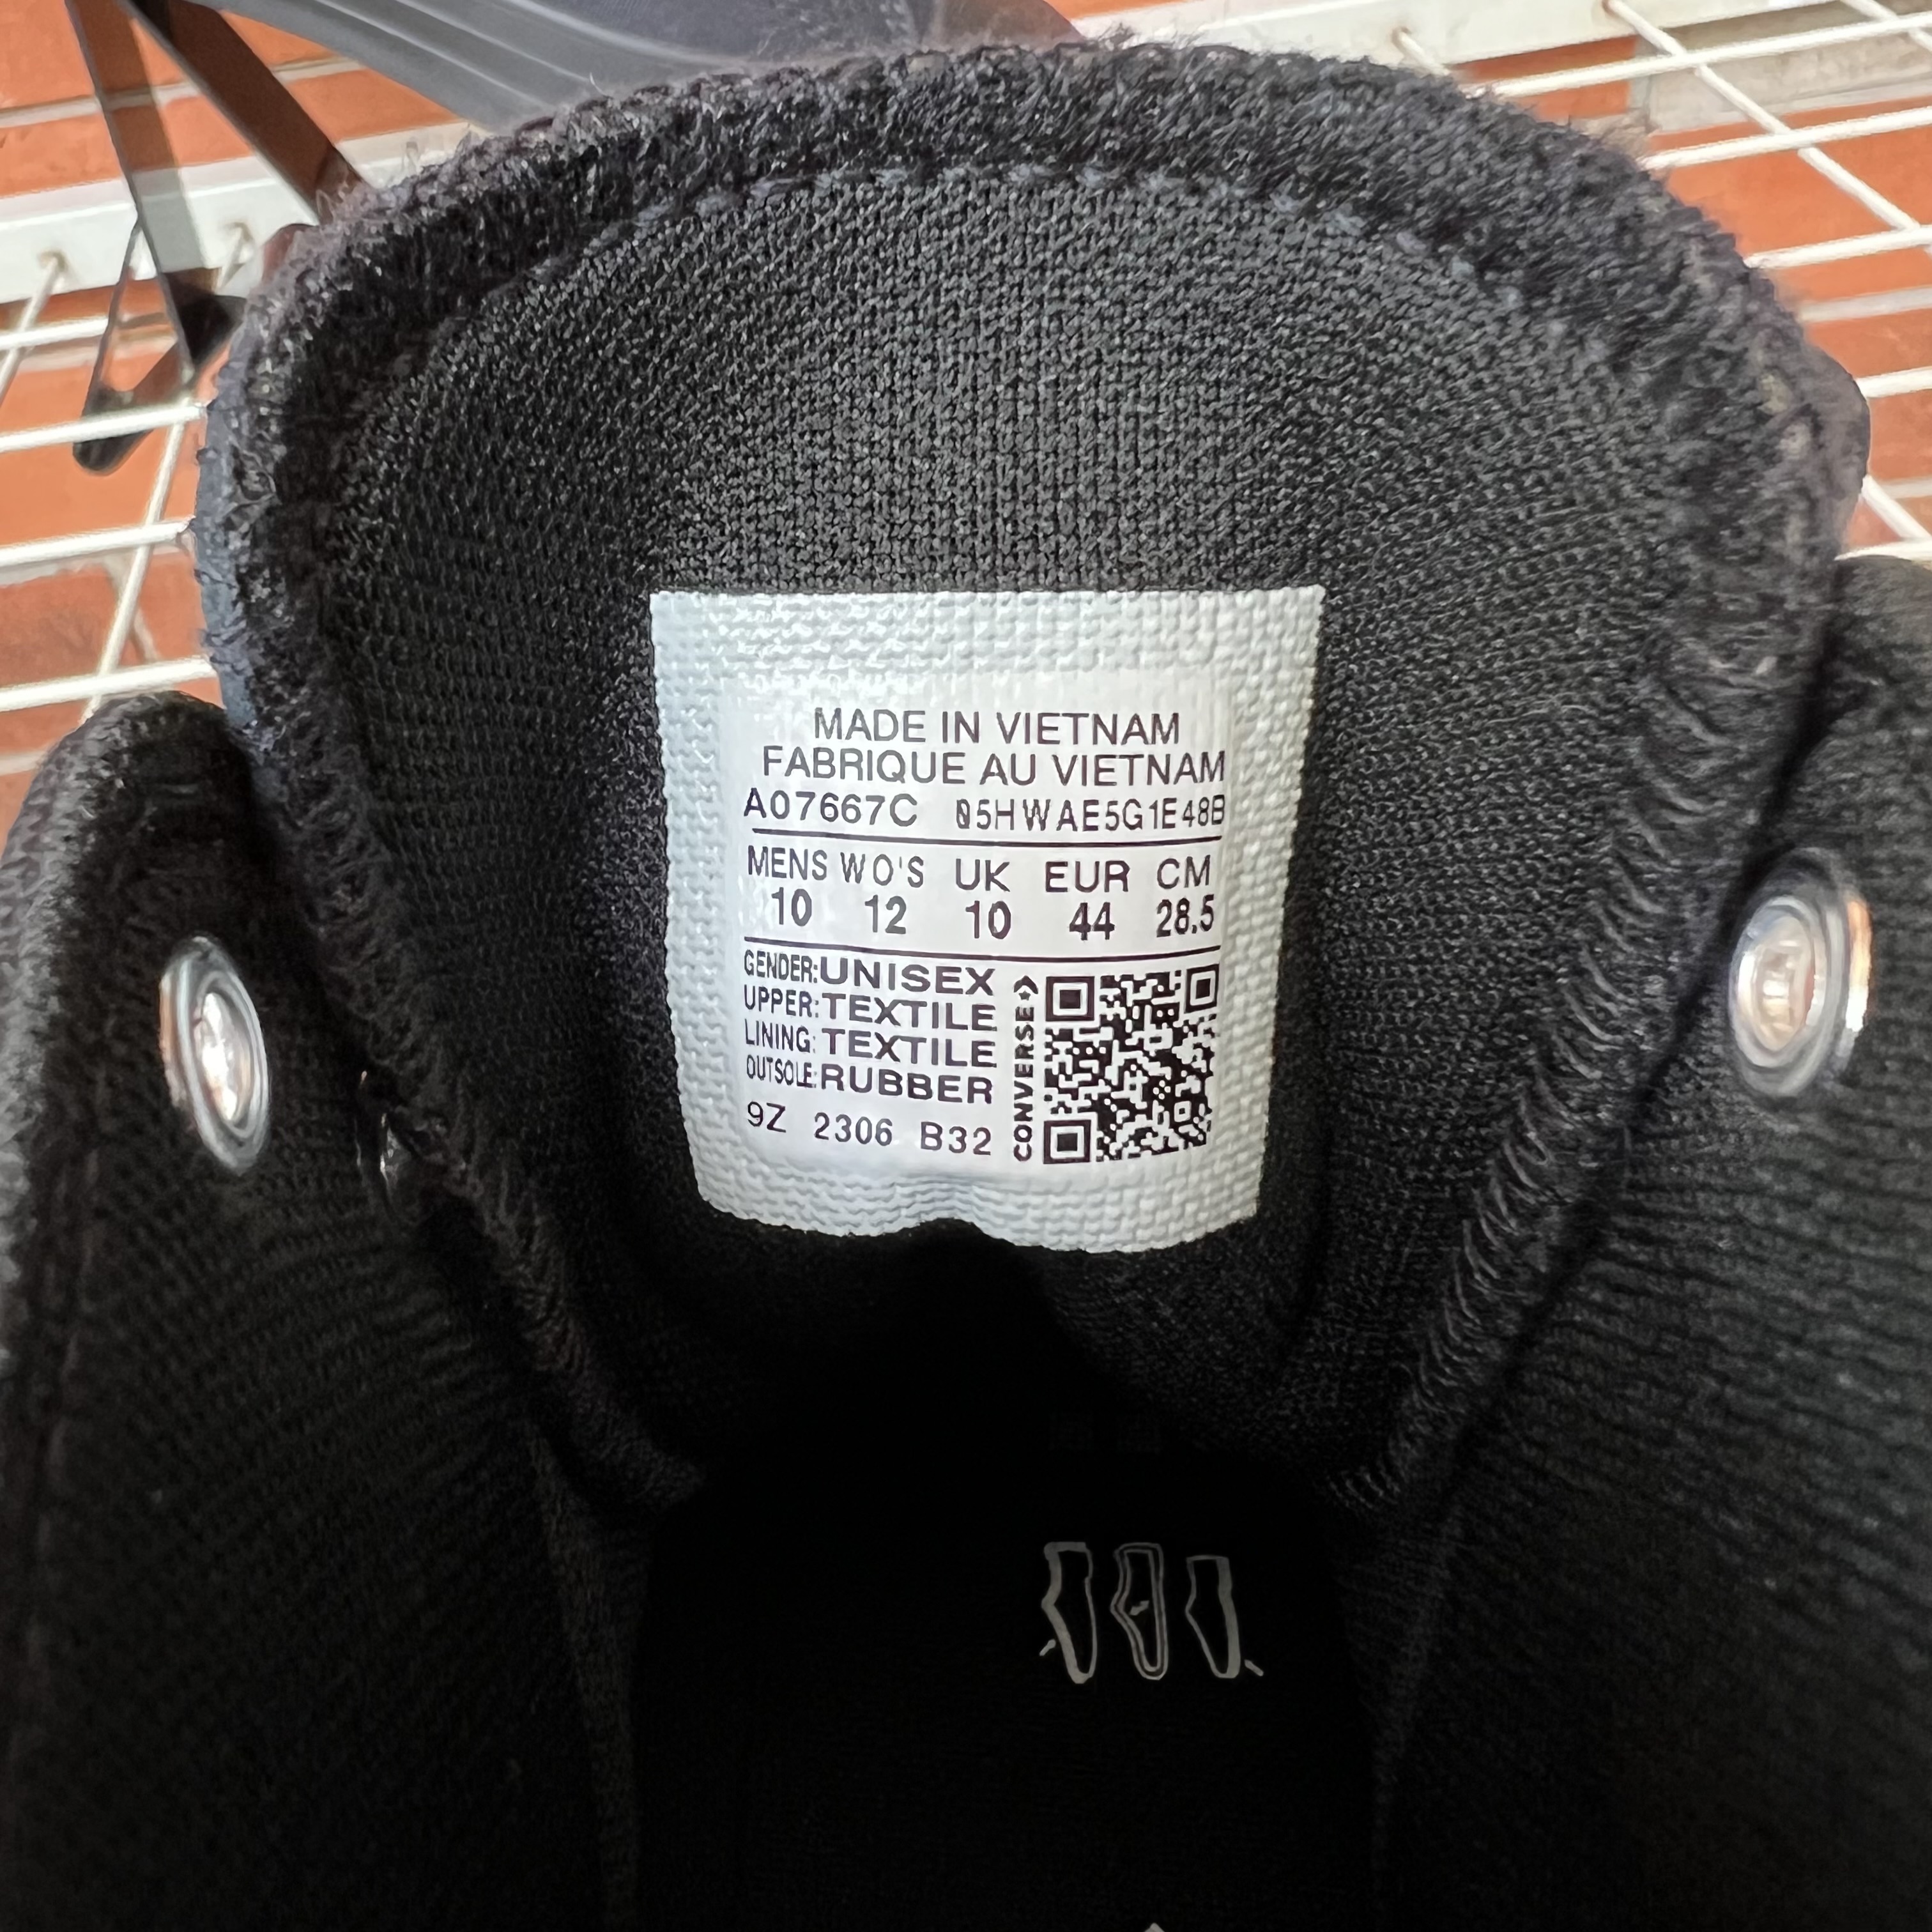 MADE IN VIETNAM
FABRIQUE AU VIETNAM
A07667C 05HWAE5G1E48B
MENS WO'S UK EUR CM
10 12 10 44 28.5
GENDER:UNISEX
UPPER:TEXTILE
LINING:TEXTILE
OUTSOLE:RUBBER
9Z 2306 B32
CONVERSE